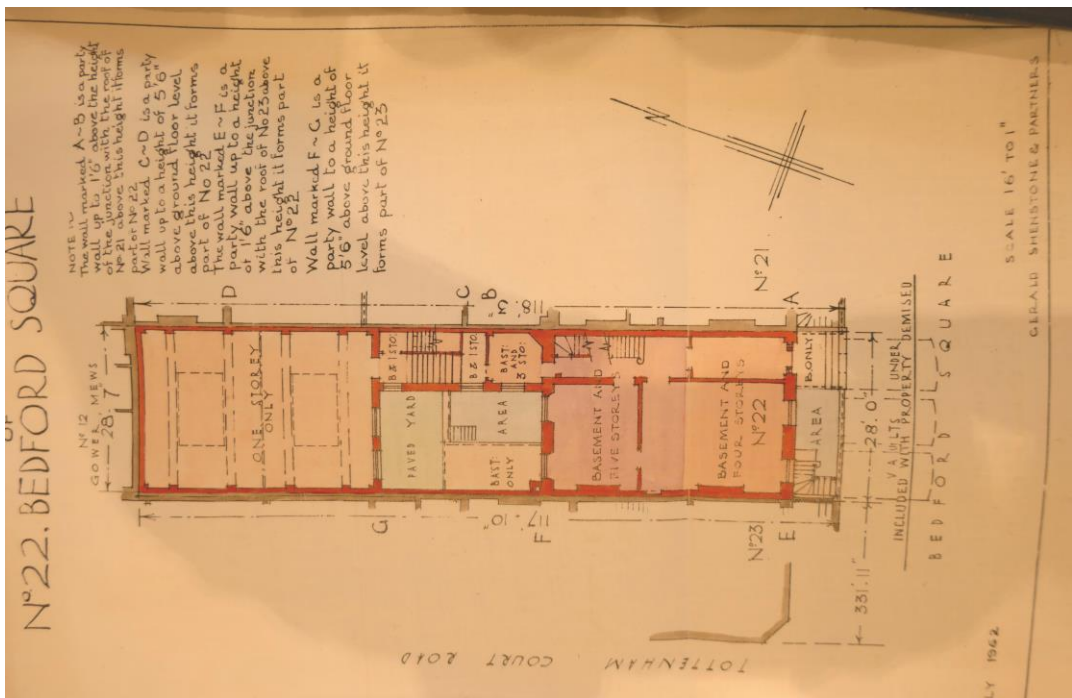 OF
Nº 22. BEDFORD SQUARE
NOTE :-
The wall marked A~B is a party
wall up to 1'6" above the height
of the junction with the roof of
Nº 21 above this height it forms
part of Nº 22
Wall marked C~D is a party
wall up to a height of 5'6"
above ground floor level
above this height it forms
part of No 22
The wall marked E~F is a
party wall up to a height
of 1'6" above the junction
with the roof of No 23 above
this height it forms part
of Nº 22
Wall marked F~G is a
party wall to a height of
5'6" above ground floor
level above this height it
forms part of Nº 23
N
Nº 12
GOWER MEWS
28'. 7"
D
C
B
118'. 3"
Nº 21
A
ONE STOREY
ONLY
B & 1 STO.
B & 1 STO.
BAST:
AND
3 STO:
PAVED YARD
AREA
BAST:
ONLY
BASEMENT AND
FIVE STOREYS
BASEMENT AND
FOUR STOREYS
Nº 22
B. ONLY
AREA
G
F
117'. 10"
Nº 23
E
28'. 0"
331'. 11"
VAULTS UNDER
INCLUDED WITH PROPERTY DEMISED
BEDFORD SQUARE
TOTTENHAM COURT ROAD
SCALE 16' TO 1"
GERALD SHENSTONE & PARTNERS
LY 1962